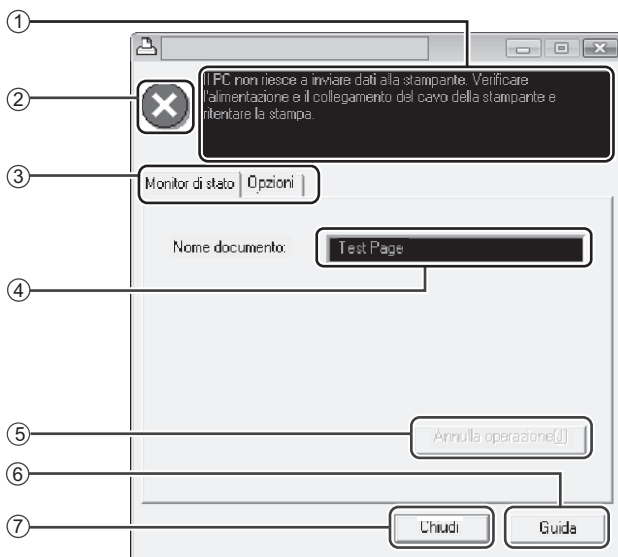 ①
Il PC non riesce a inviare dati alla stampante. Verificare
l'alimentazione e il collegamento del cavo della stampante e
ritentare la stampa.
②
③
Monitor di stato Opzioni
Nome documento: Test Page
④
⑤
Annulla operazione(J)
⑥
⑦
Chiudi Guida